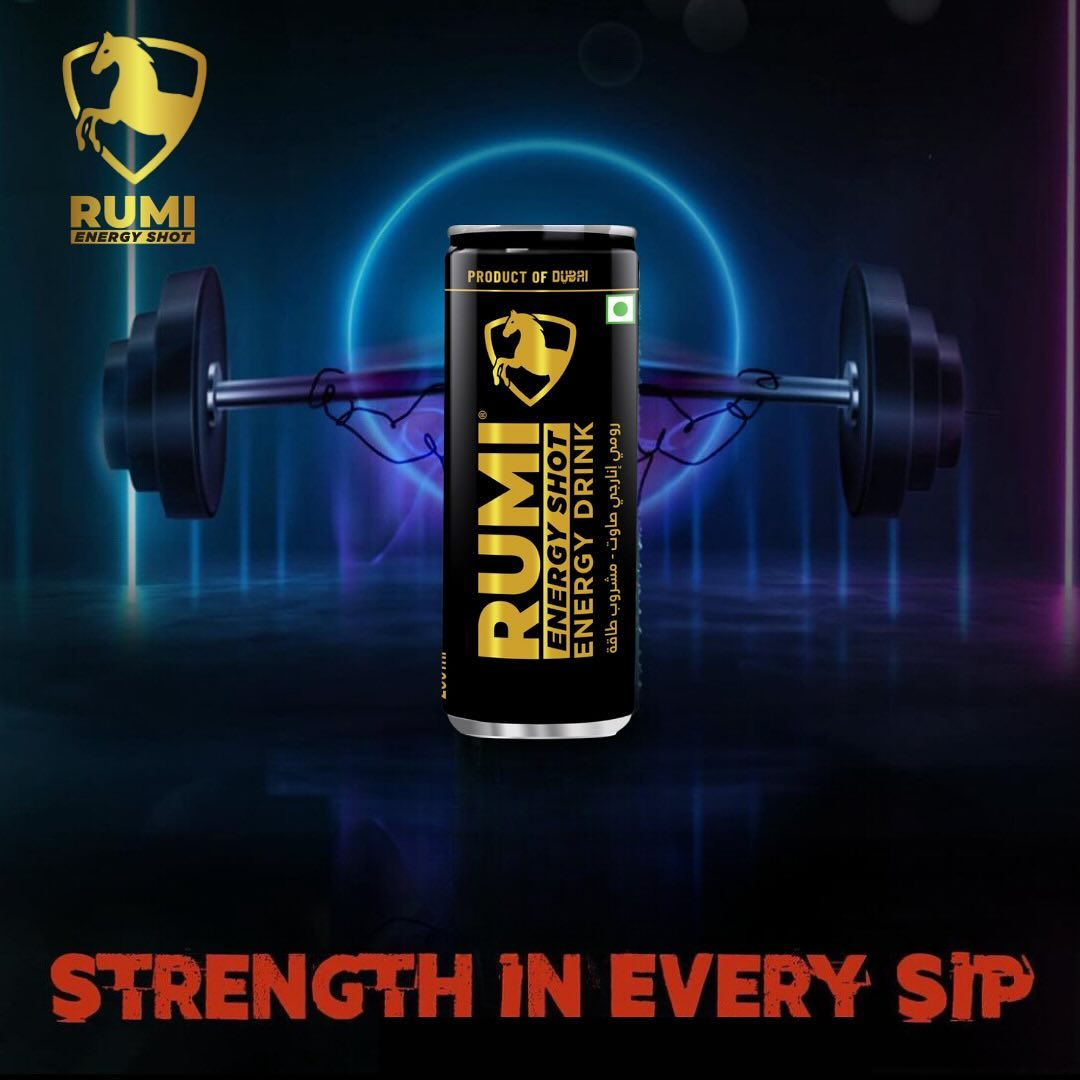 RUMI
ENERGY SHOT
PRODUCT OF DUBAI
RUMI®
ENERGY SHOT
ENERGY DRINK
رومي إنارجي صاوت - مشروب طاقة
STRENGTH IN EVERY SIP